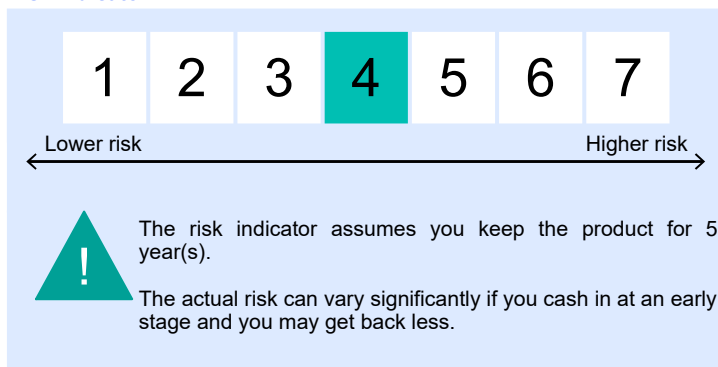 1 2 3 4 5 6 7
Lower risk Higher risk
!
The risk indicator assumes you keep the product for 5
year(s).
The actual risk can vary significantly if you cash in at an early
stage and you may get back less.